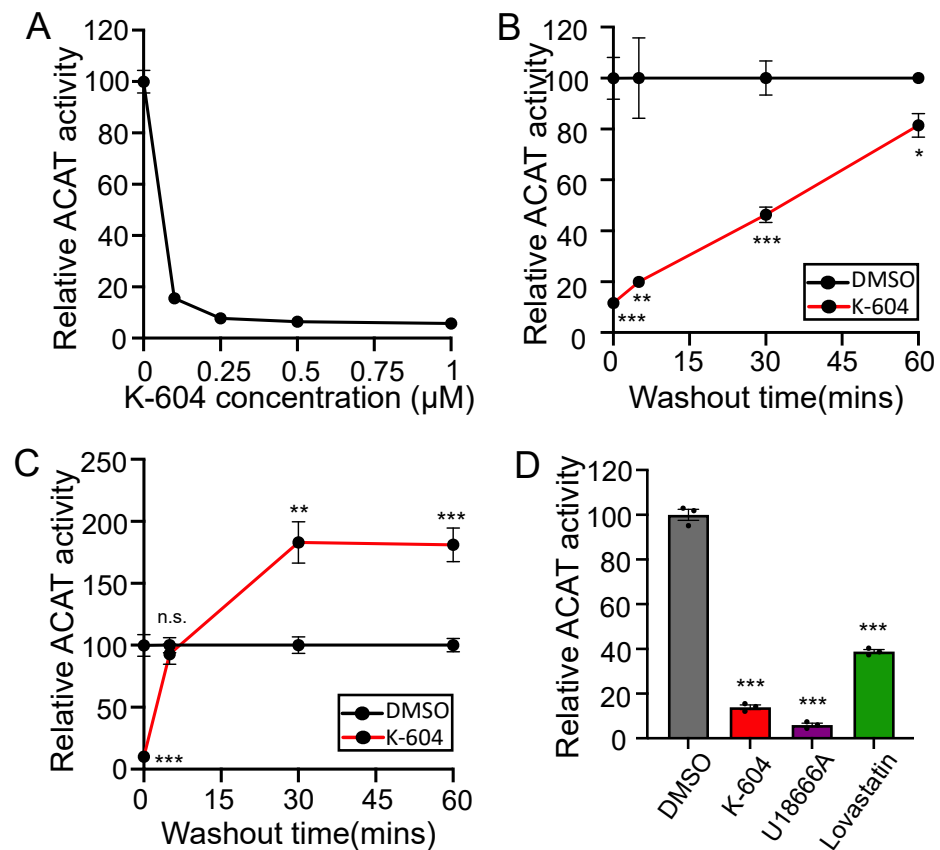 A
Relative ACAT activity
120
100
80
60
40
20
0
0 0.25 0.5 0.75 1
K-604 concentration (µM)
B
Relative ACAT activity
120
100
80
60
40
20
0
***
**
***
*
DMSO
K-604
0 15 30 45 60
Washout time(mins)
C
Relative ACAT activity
250
200
150
100
50
0
***
n.s.
**
***
DMSO
K-604
0 15 30 45 60
Washout time(mins)
D
Relative ACAT activity
120
100
80
60
40
20
0
***
***
***
DMSO
K-604
U18666A
Lovastatin